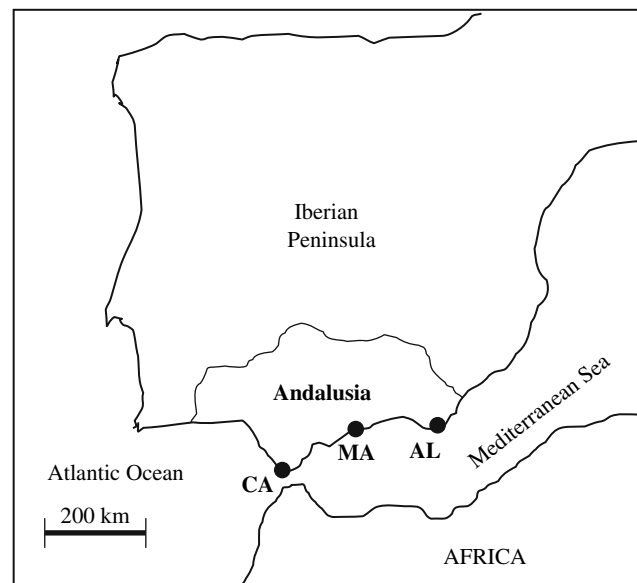 Iberian
Peninsula
Andalusia
Mediterranean Sea
MA
AL
Atlantic Ocean
CA
200 km
AFRICA